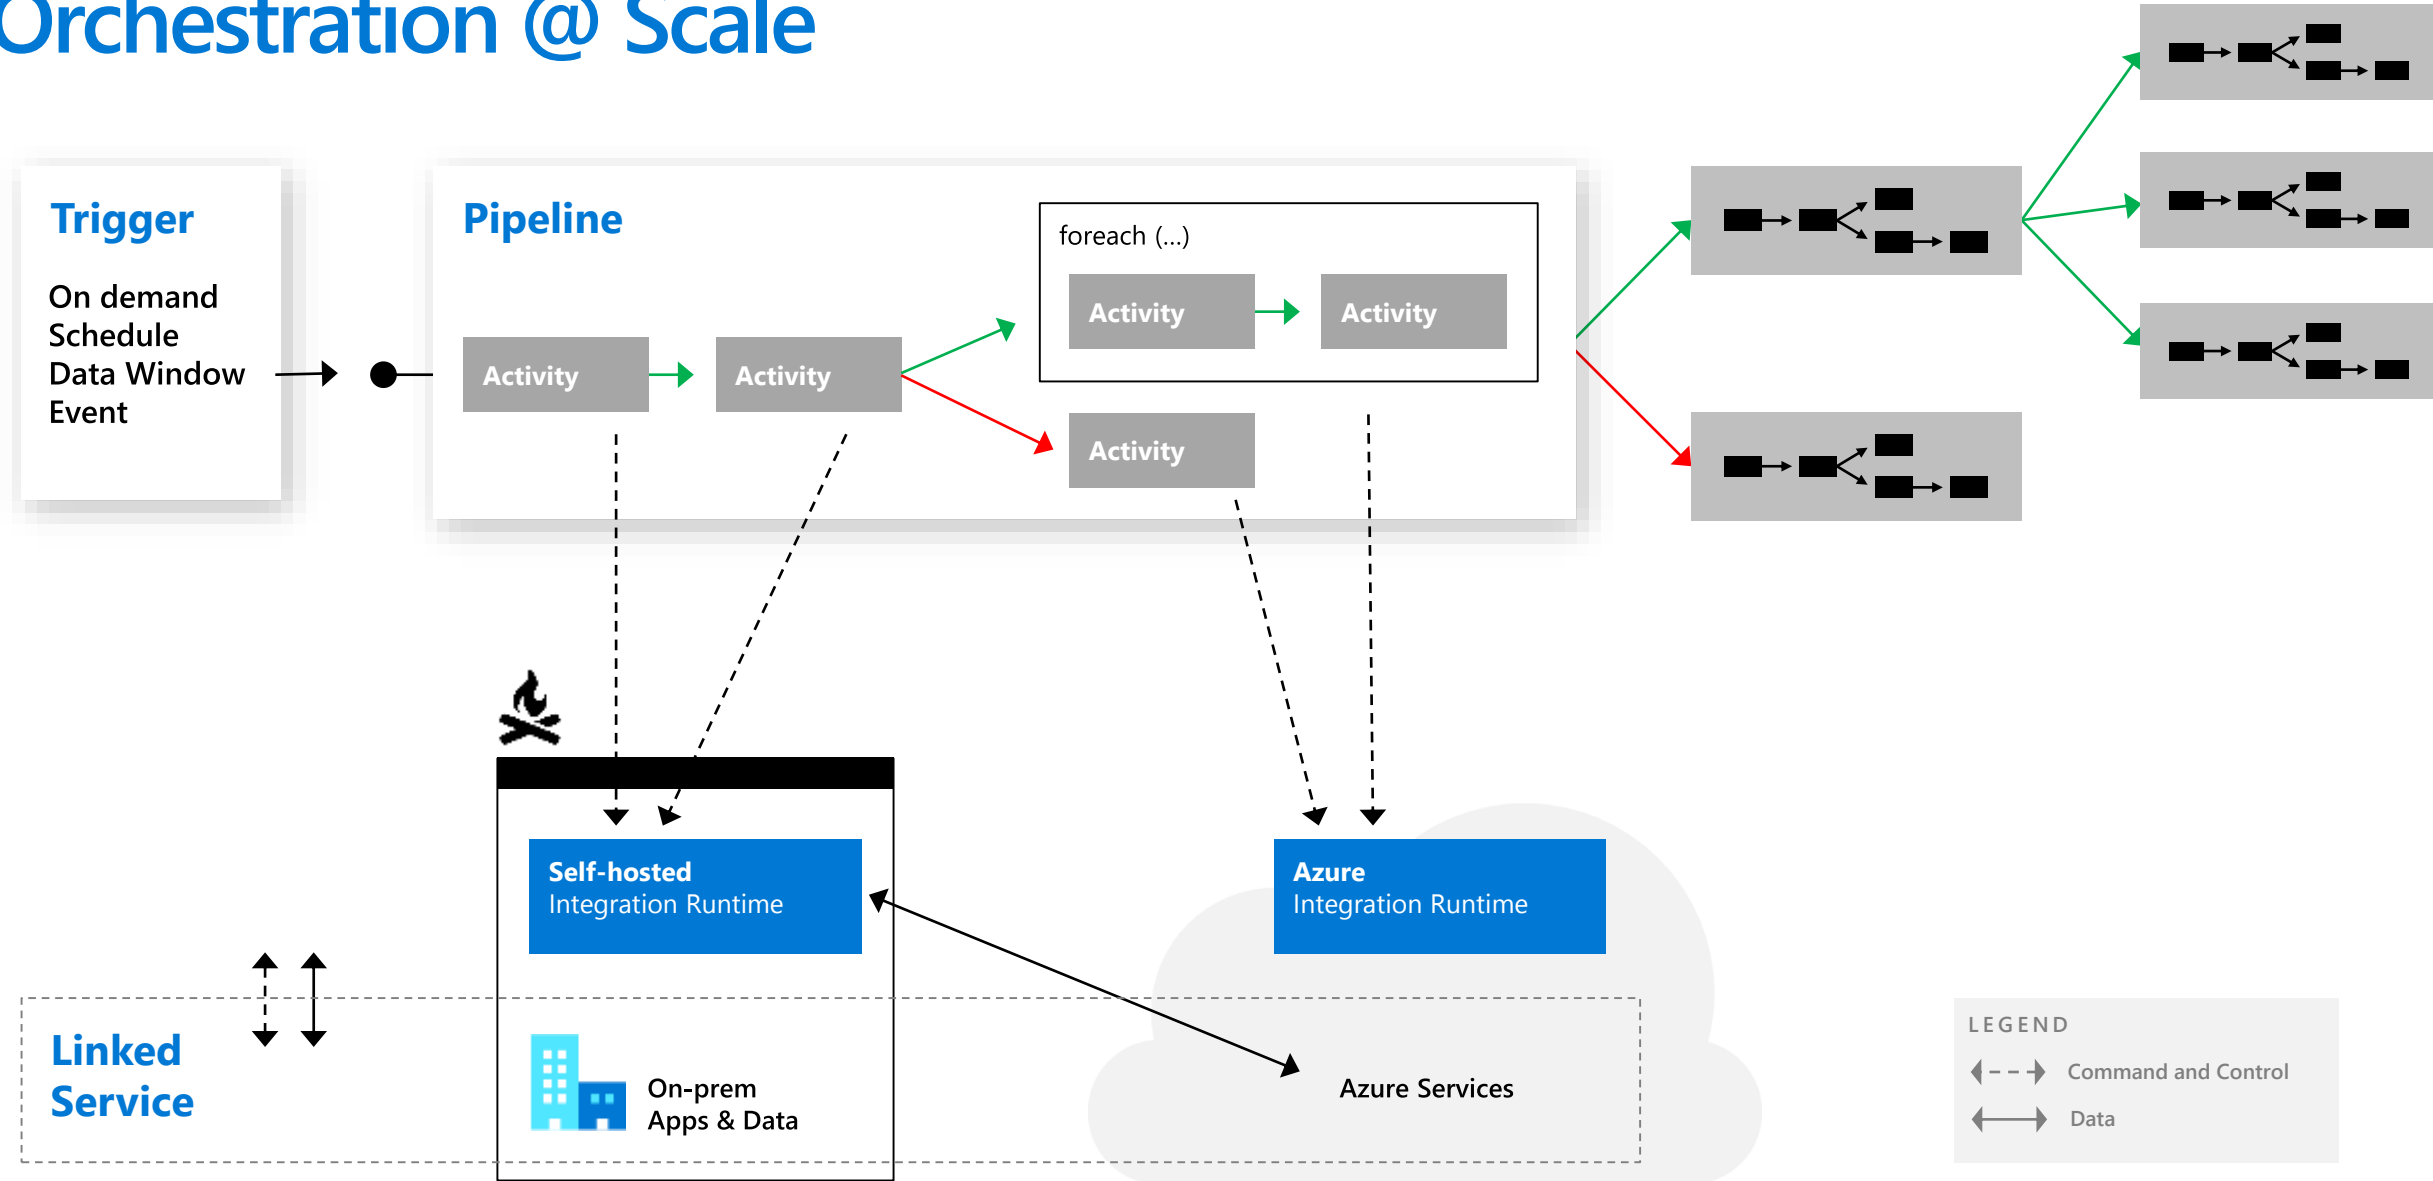 Orchestration @ Scale
Trigger
On demand
Schedule
Data Window
Event
Pipeline
Activity
Activity
foreach (...)
Activity
Activity
Activity
Self-hosted
Integration Runtime
Azure
Integration Runtime
Linked
Service
On-prem
Apps & Data
Azure Services
LEGEND
Command and Control
Data